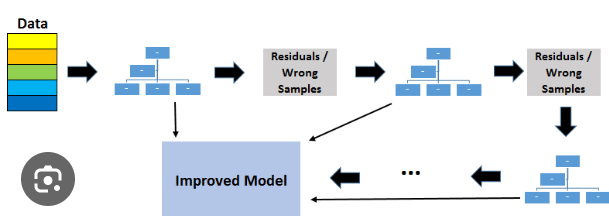 Data
Residuals /
Wrong
Samples
Residuals /
Wrong
Samples
Improved Model
...